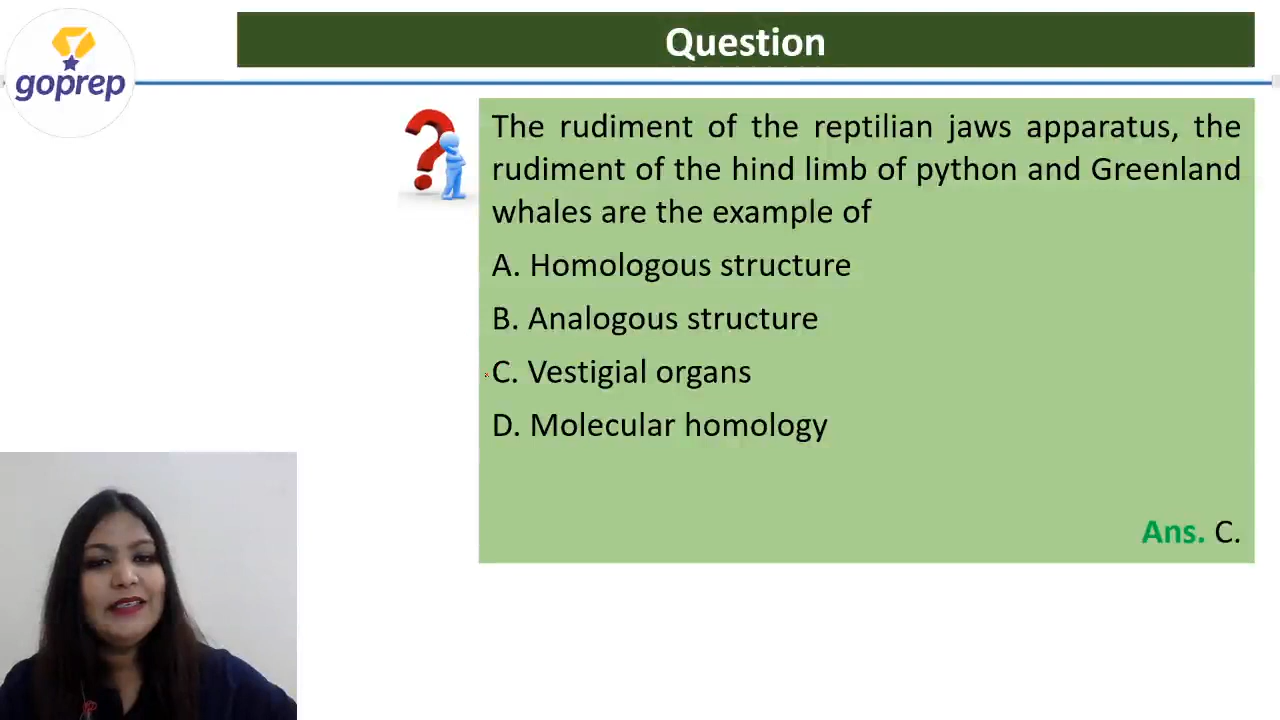 goprep
Question
The rudiment of the reptilian jaws apparatus, the
rudiment of the hind limb of python and Greenland
whales are the example of
A. Homologous structure
B. Analogous structure
C. Vestigial organs
D. Molecular homology
Ans. C.